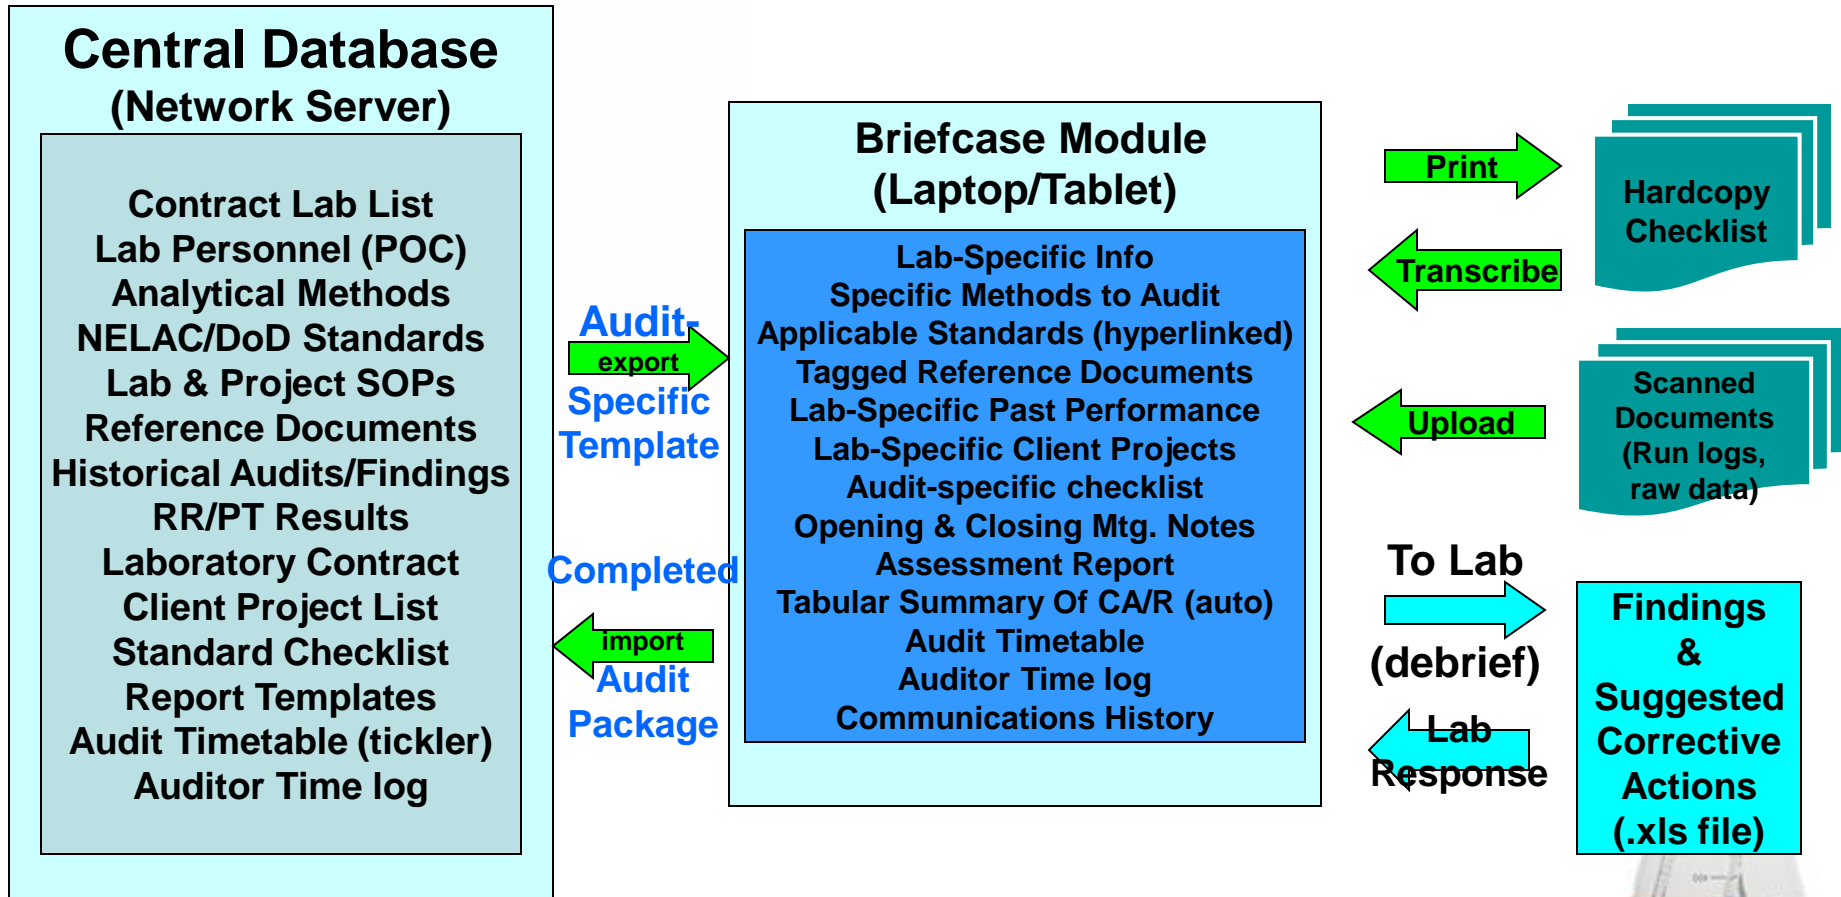 Central Database
(Network Server)
Contract Lab List
Lab Personnel (POC)
Analytical Methods
NELAC/DoD Standards
Lab & Project SOPs
Reference Documents
Historical Audits/Findings
RR/PT Results
Laboratory Contract
Client Project List
Standard Checklist
Report Templates
Audit Timetable (tickler)
Auditor Time log
Audit-
export
Specific
Template
Completed
import
Audit
Package
Briefcase Module
(Laptop/Tablet)
Lab-Specific Info
Specific Methods to Audit
Applicable Standards (hyperlinked)
Tagged Reference Documents
Lab-Specific Past Performance
Lab-Specific Client Projects
Audit-specific checklist
Opening & Closing Mtg. Notes
Assessment Report
Tabular Summary Of CA/R (auto)
Audit Timetable
Auditor Time log
Communications History
Print
Transcribe
Hardcopy
Checklist
Upload
Scanned
Documents
(Run logs,
raw data)
To Lab
(debrief)
Lab
Response
Findings
&
Suggested
Corrective
Actions
(.xls file)